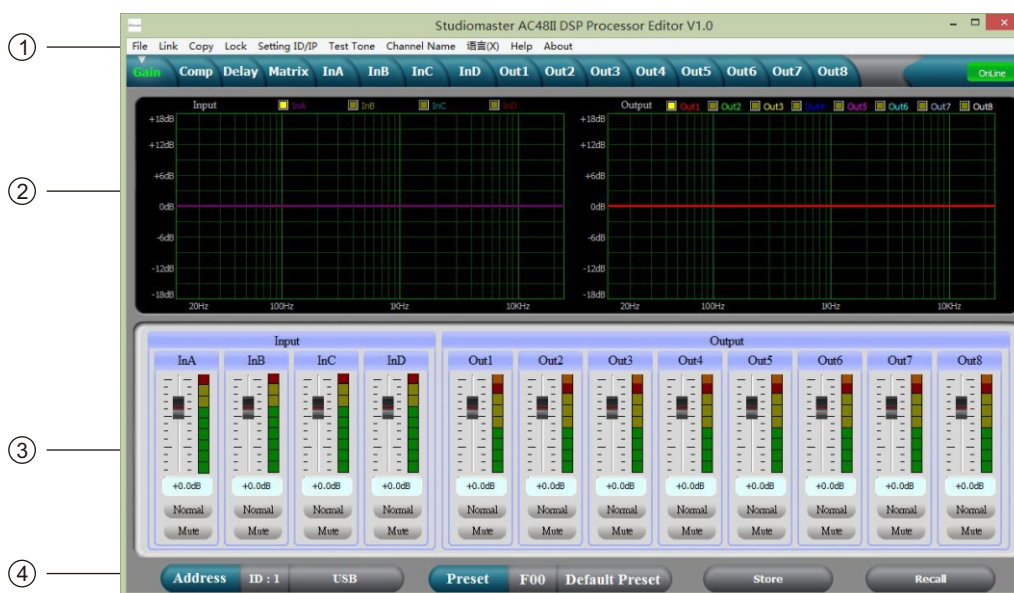 Studiomaster AC48II DSP Processor Editor V1.0
① File Link Copy Lock Setting ID/IP Test Tone Channel Name 语言(X) Help About
Gain Comp Delay Matrix InA InB InC InD Out1 Out2 Out3 Out4 Out5 Out6 Out7 Out8 OnLine
Input InA InB InC InD Output Out1 Out2 Out3 Out4 Out5 Out6 Out7 Out8
+18dB +18dB
+12dB +12dB
+6dB +6dB
② 0dB 0dB
-6dB -6dB
-12dB -12dB
-18dB -18dB
20Hz 100Hz 1KHz 10KHz 20Hz 100Hz 1KHz 10KHz
Input Output
InA InB InC InD Out1 Out2 Out3 Out4 Out5 Out6 Out7 Out8
③
+0.0dB +0.0dB +0.0dB +0.0dB +0.0dB +0.0dB +0.0dB +0.0dB +0.0dB +0.0dB +0.0dB +0.0dB
Normal Normal Normal Normal Normal Normal Normal Normal Normal Normal Normal Normal
Mute Mute Mute Mute Mute Mute Mute Mute Mute Mute Mute Mute
④ Address ID : 1 USB Preset F00 Default Preset Store Recall